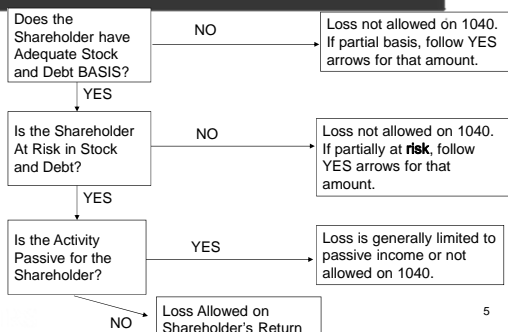 Does the
Shareholder have
Adequate Stock
and Debt BASIS?
NO
Loss not allowed on 1040.
If partial basis, follow YES
arrows for that amount.
YES
Is the Shareholder
At Risk in Stock
and Debt?
NO
Loss not allowed on 1040.
If partially at risk, follow
YES arrows for that
amount.
YES
Is the Activity
Passive for the
Shareholder?
YES
Loss is generally limited to
passive income or not
allowed on 1040.
NO
Loss Allowed on
Shareholder's Return
5